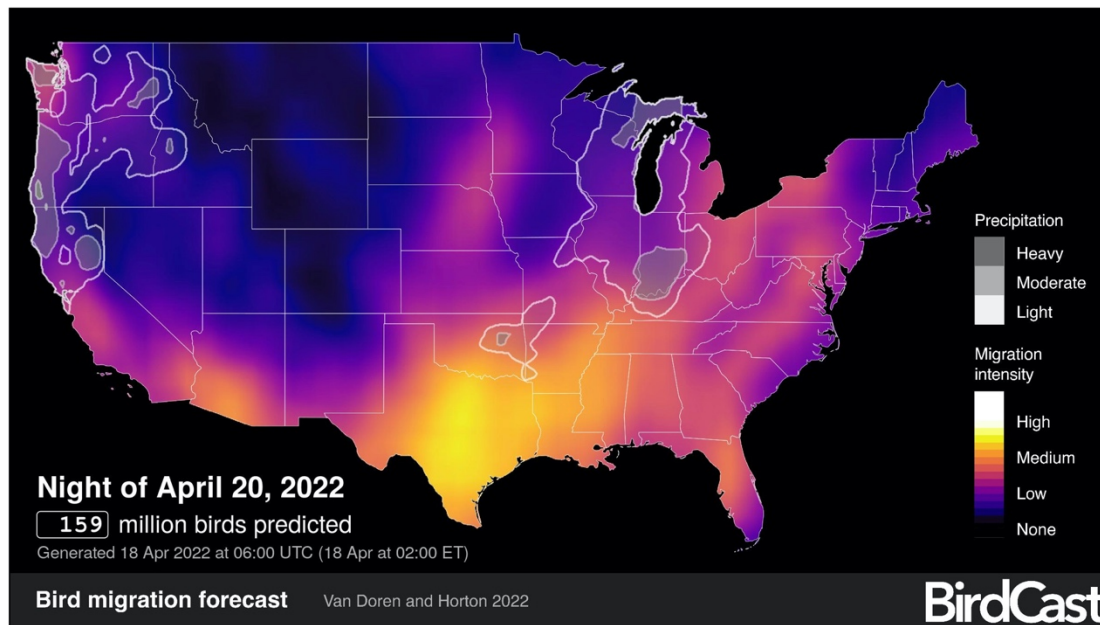 Precipitation
Heavy
Moderate
Light
Migration
intensity
High
Medium
Low
None
Night of April 20, 2022
159 million birds predicted
Generated 18 Apr 2022 at 06:00 UTC (18 Apr at 02:00 ET)
Bird migration forecast Van Doren and Horton 2022
BirdCast